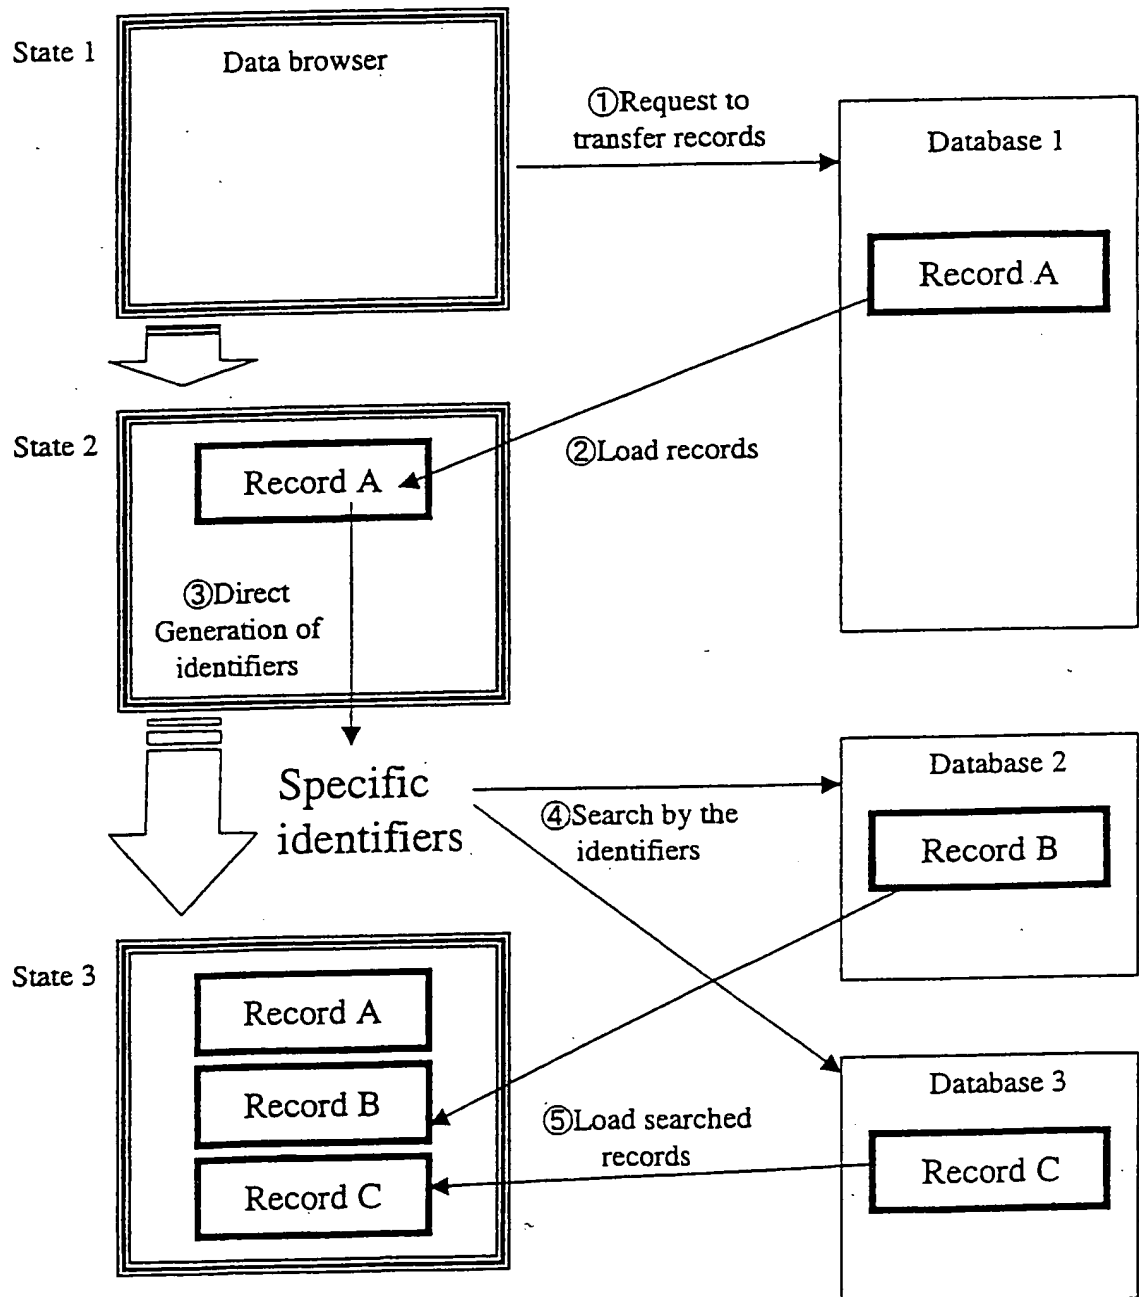 State 1
Data browser
①Request to
transfer records
Database 1
Record A
State 2
Record A
②Load records
③Direct
Generation of
identifiers
Specific
identifiers
④Search by the
identifiers
Database 2
Record B
State 3
Record A
Record B
Record C
⑤Load searched
records
Database 3
Record C